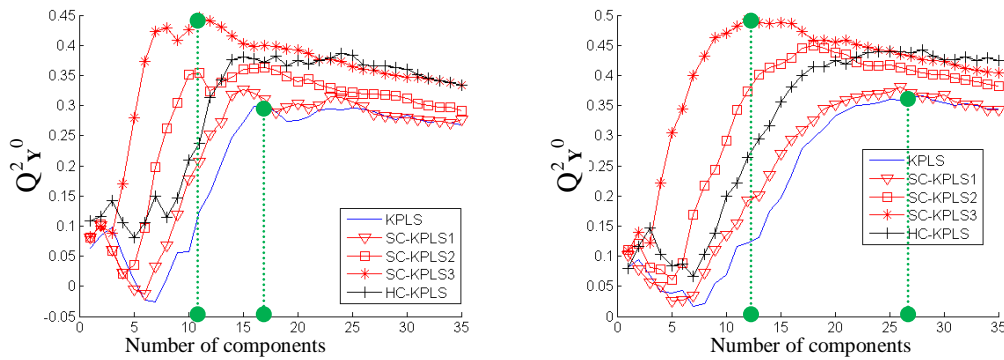 0.45
0.4
0.35
0.3
0.25
0.2
0.15
0.1
0.05
0
-0.05
Q²Y⁰
0 5 10 15 20 25 30 35
Number of components
KPLS
SC-KPLS1
SC-KPLS2
SC-KPLS3
HC-KPLS
0.5
0.45
0.4
0.35
0.3
0.25
0.2
0.15
0.1
0.05
0
Q²Y⁰
0 5 10 15 20 25 30 35
Number of components
KPLS
SC-KPLS1
SC-KPLS2
SC-KPLS3
HC-KPLS